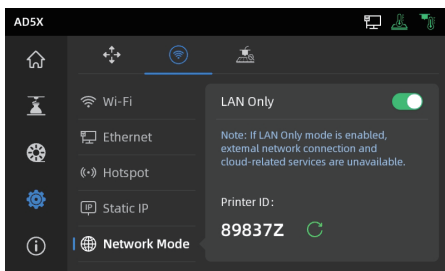 AD5X
Wi-Fi
Ethernet
Hotspot
IP
Static IP
Network Mode
LAN Only
Note: If LAN Only mode is enabled,
external network connection and
cloud-related services are unavailable.
Printer ID:
89837Z